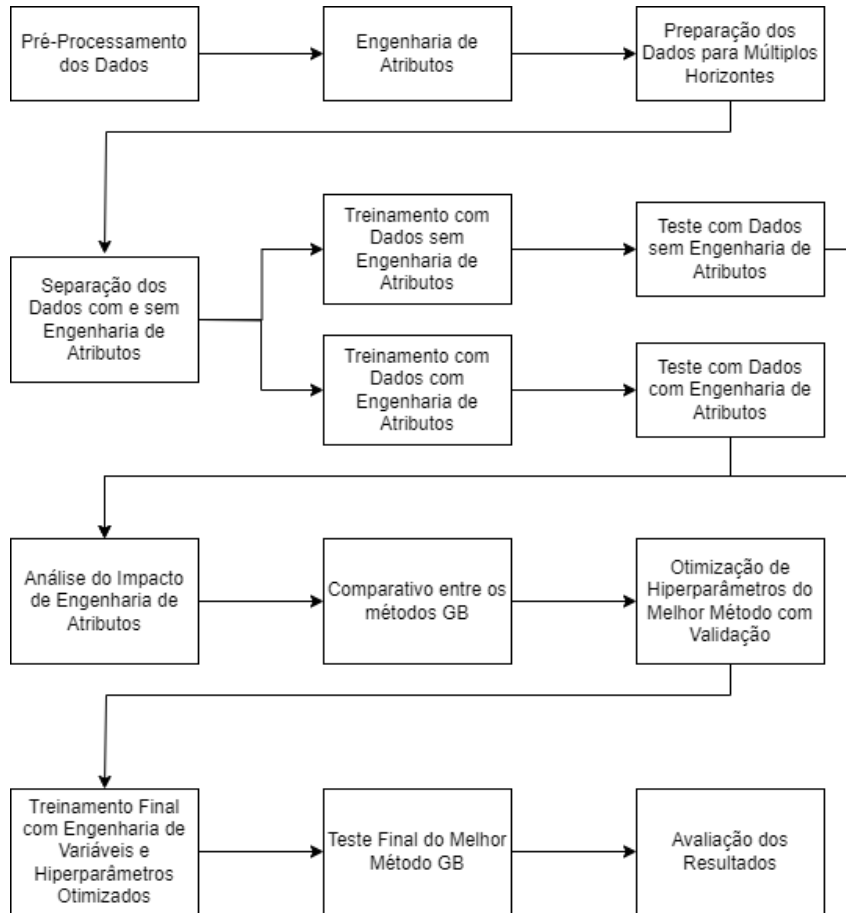 Pré-Processamento
dos Dados
Engenharia de
Atributos
Preparação dos
Dados para Múltiplos
Horizontes
Separação dos
Dados com e sem
Engenharia de
Atributos
Treinamento com
Dados sem
Engenharia de
Atributos
Teste com Dados
sem Engenharia de
Atributos
Treinamento com
Dados com
Engenharia de
Atributos
Teste com Dados
com Engenharia de
Atributos
Análise do Impacto
de Engenharia de
Atributos
Comparativo entre os
métodos GB
Otimização de
Hiperparâmetros do
Melhor Método com
Validação
Treinamento Final
com Engenharia de
Variáveis e
Hiperparâmetros
Otimizados
Teste Final do Melhor
Método GB
Avaliação dos
Resultados